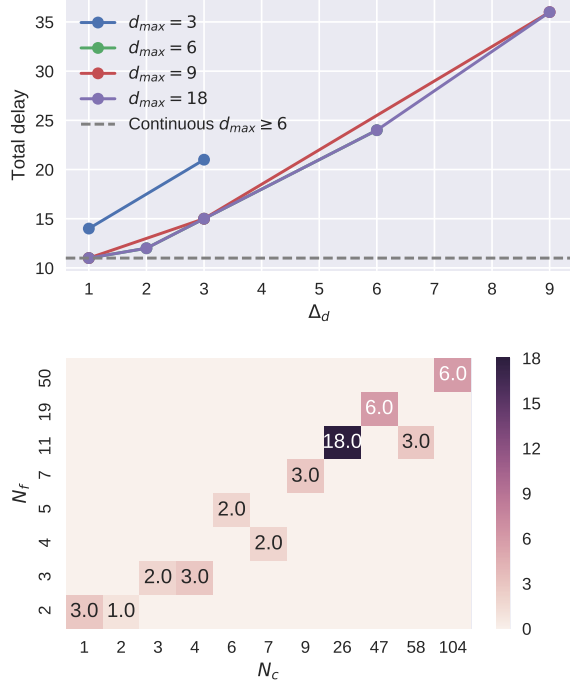 35
30
25
20
15
10
Total delay
d_max = 3
d_max = 6
d_max = 9
d_max = 18
Continuous d_max ≥ 6
1 2 3 4 5 6 7 8 9
Δ_d
50
19
11
7
5
4
3
2
N_f
6.0
6.0
18.0 3.0
3.0
2.0
2.0
2.0 3.0
3.0 1.0
1 2 3 4 6 7 9 26 47 58 104
N_c
18
15
12
9
6
3
0